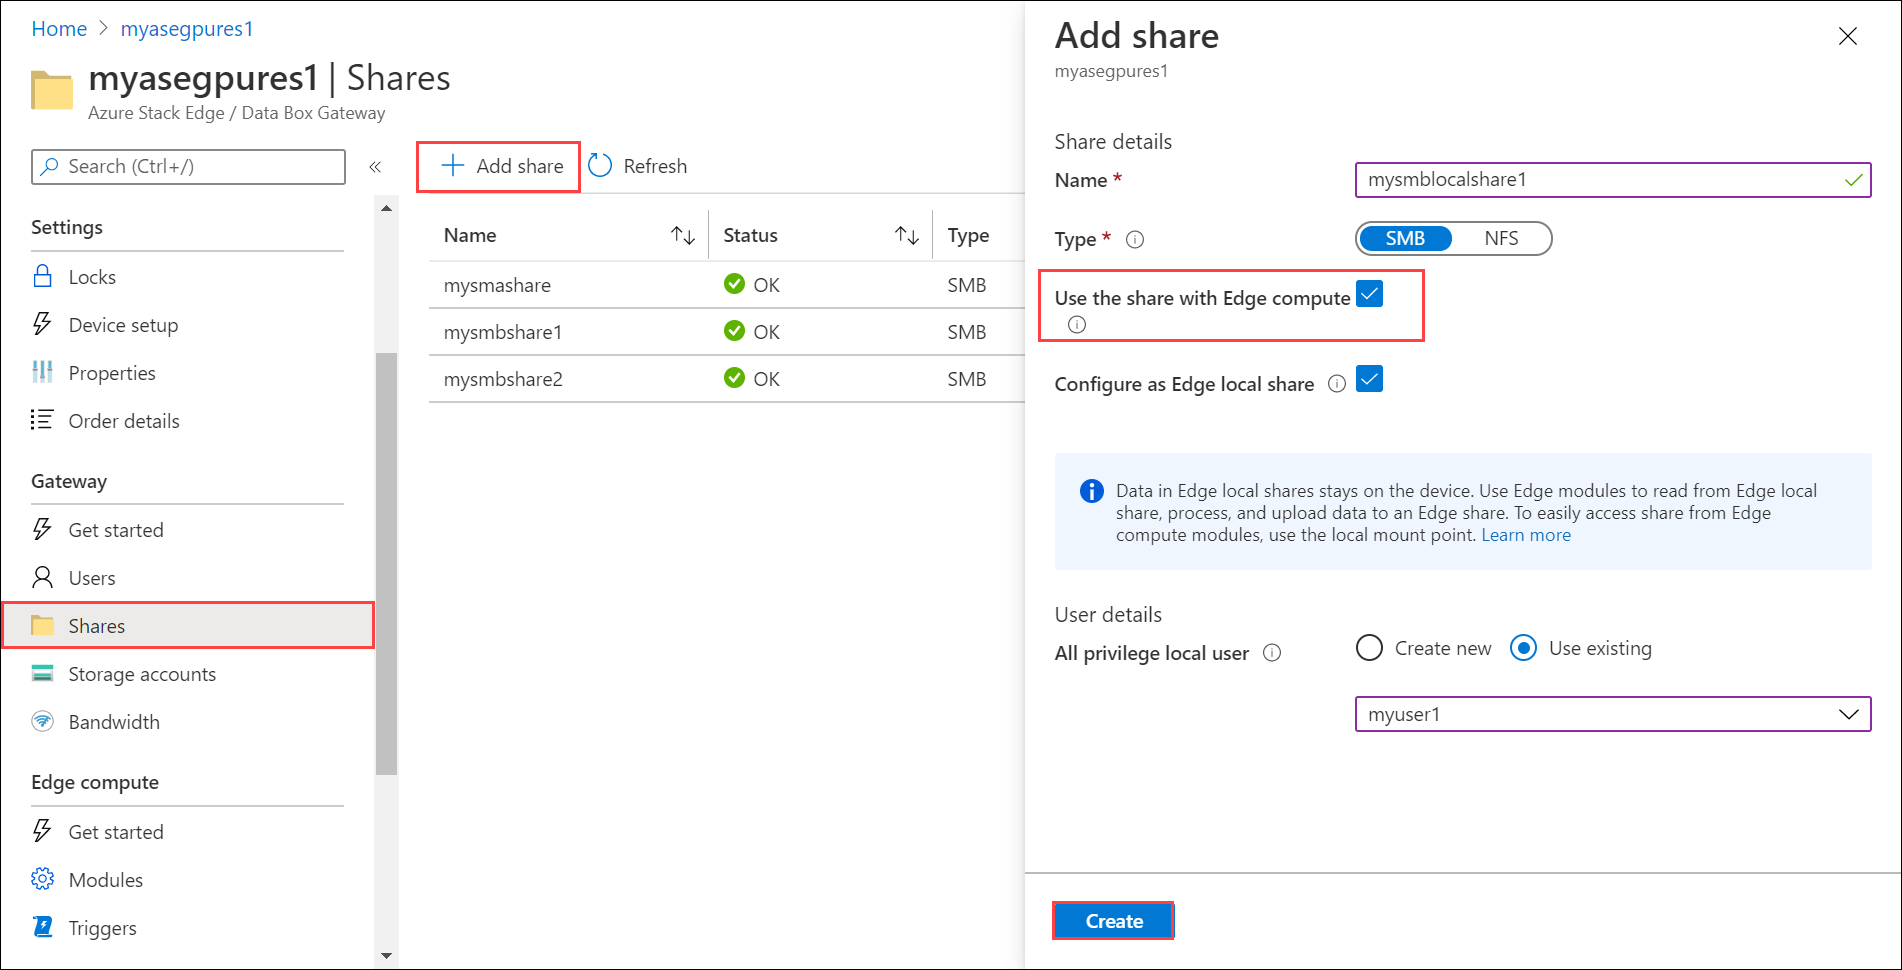 Home > myasegpures1
myasegpures1 | Shares
Azure Stack Edge / Data Box Gateway
Search (Ctrl+/)
«
Settings
Locks
Device setup
Properties
Order details
Gateway
Get started
Users
Shares
Storage accounts
Bandwidth
Edge compute
Get started
Modules
Triggers
Add share
Refresh
Name Status Type
mysmashare OK SMB
mysmbshare1 OK SMB
mysmbshare2 OK SMB
Add share
myasegpures1
Share details
Name * mysmblocalshare1
Type * SMB NFS
Use the share with Edge compute
Configure as Edge local share
Data in Edge local shares stays on the device. Use Edge modules to read from Edge local
share, process, and upload data to an Edge share. To easily access share from Edge
compute modules, use the local mount point. Learn more
User details
All privilege local user Create new Use existing
myuser1
Create